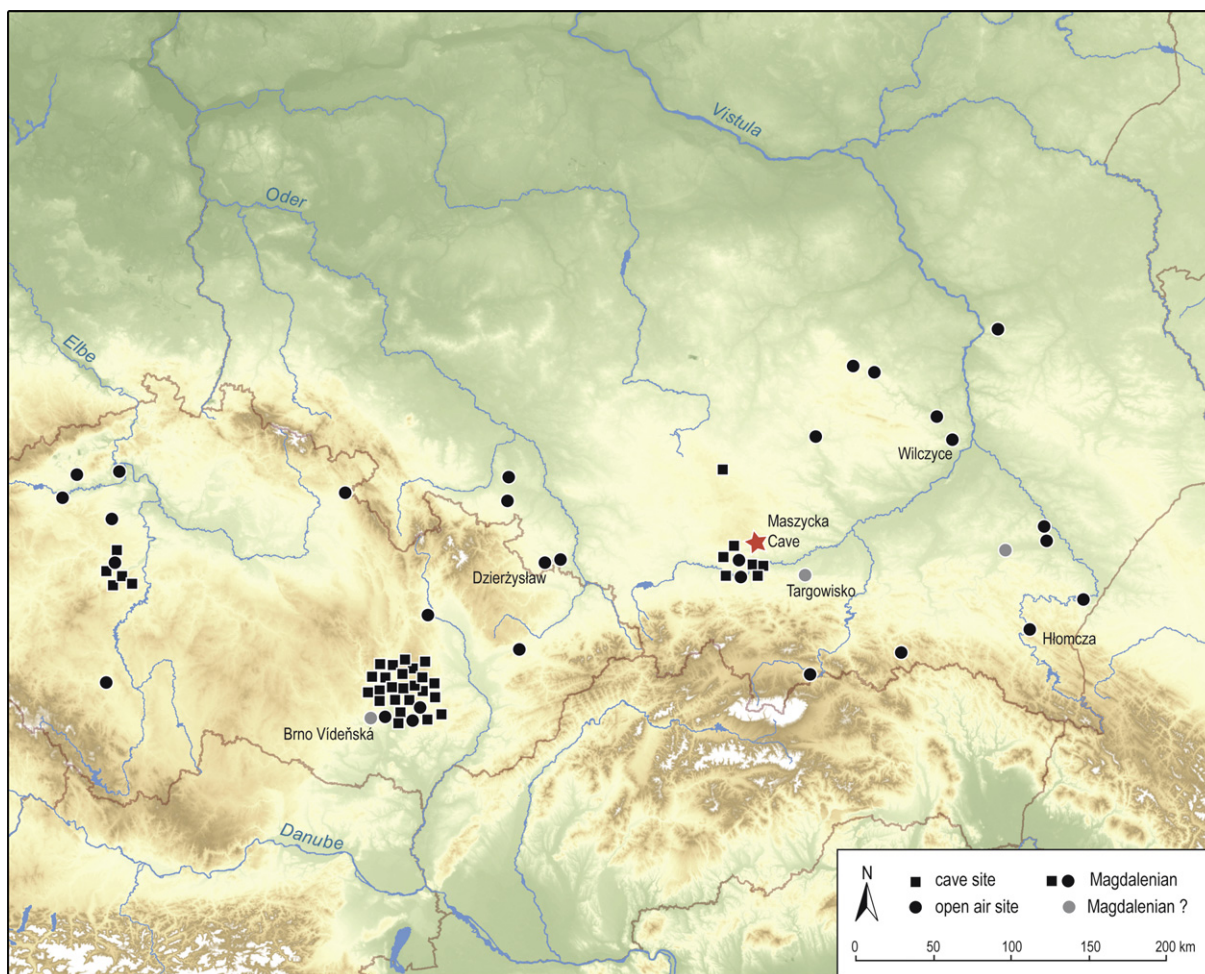 Vistula
Oder
Elbe
Wilczyce
Maszycka
Cave
Dzierżysław
Targowisko
Hłomcza
Brno Vídeňská
Danube
N
cave site
Magdalenian
open air site
Magdalenian ?
0 50 100 150 200 km